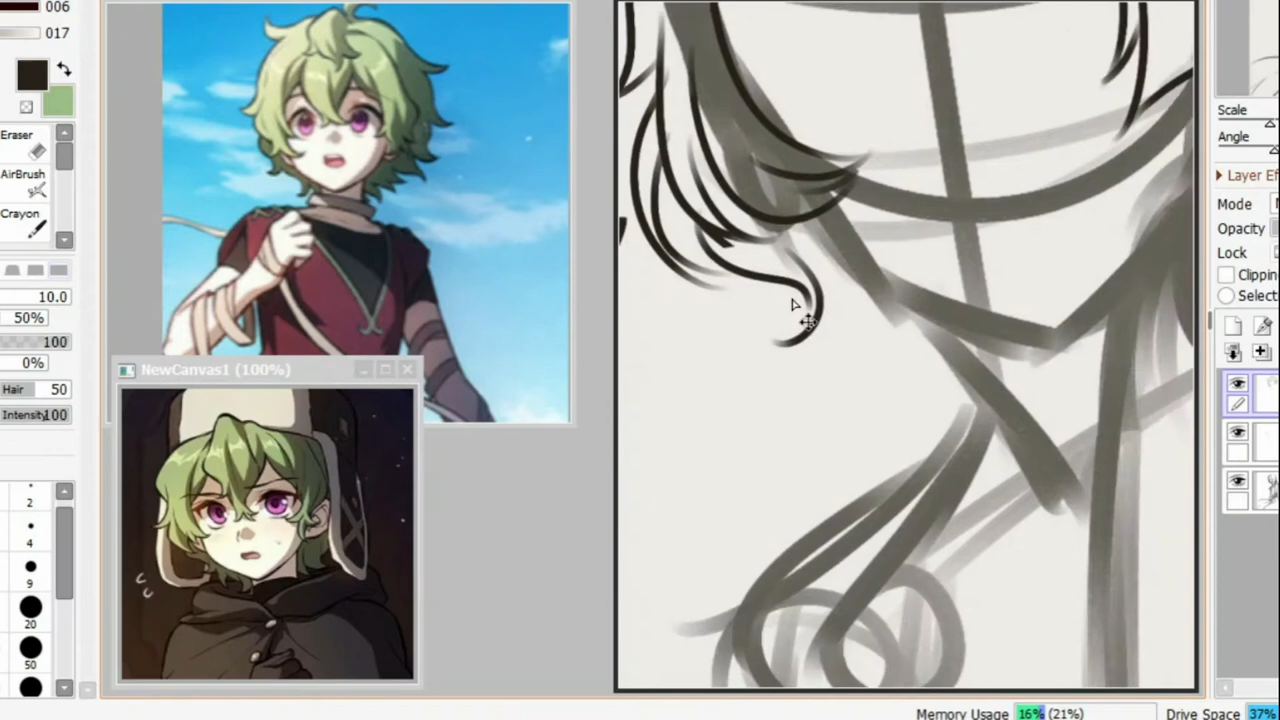 006
017
Eraser
AirBrush
Crayon
10.0
50%
100
0%
Hair 50
Intensity 100
2
4
9
20
50
NewCanvas1 (100%)
Scale
Angle
Layer Ef
Mode
Opacity
Lock
Clippin
Select
Memory Usage 16% (21%)
Drive Space 37%